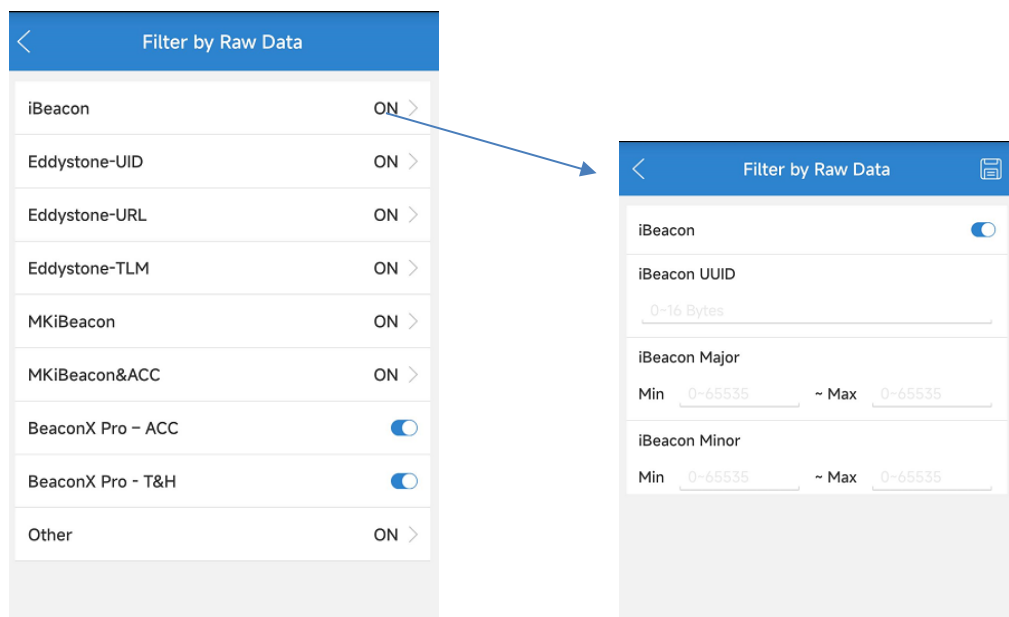 Filter by Raw Data
iBeacon ON
Eddystone-UID ON
Eddystone-URL ON
Eddystone-TLM ON
MKiBeacon ON
MKiBeacon&ACC ON
BeaconX Pro – ACC
BeaconX Pro - T&H
Other ON
Filter by Raw Data
iBeacon
iBeacon UUID
0~16 Bytes
iBeacon Major
Min 0~65535 ~ Max 0~65535
iBeacon Minor
Min 0~65535 ~ Max 0~65535